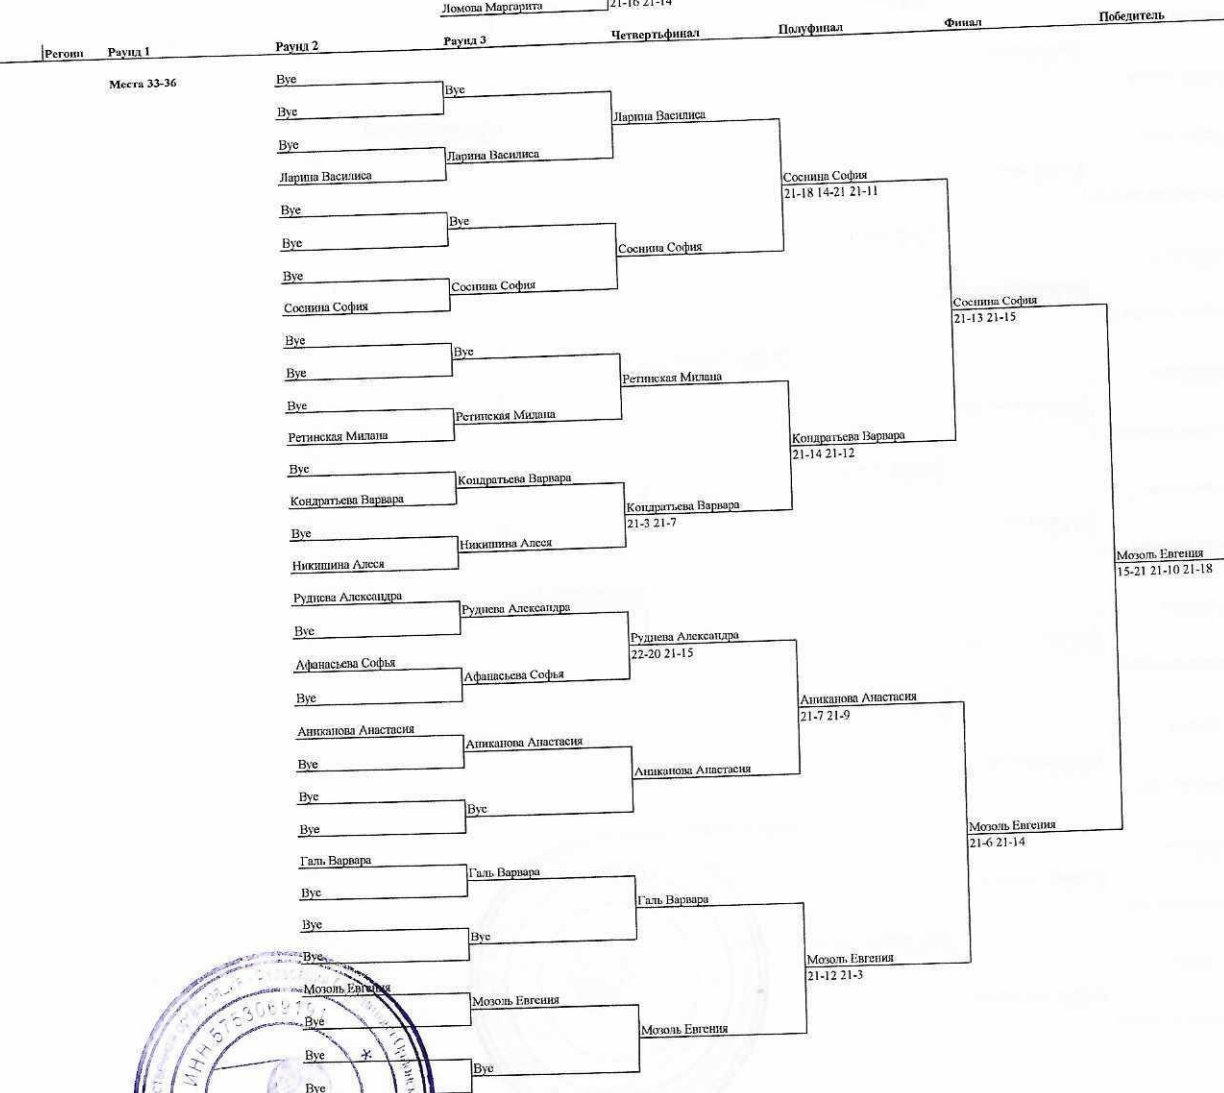 Ломова Маргарита
21-16 21-14
Регион Раунд 1 Раунд 2 Раунд 3 Четвертьфинал Полуфинал Финал Победитель
Места 33-36
Bye
Bye
Bye
Bye
Ларина Василиса
Ларина Василиса
Ларина Василиса
Соснина София
21-18 14-21 21-11
Bye
Bye
Bye
Соснина София
Bye
Соснина София
Соснина София
Соснина София
21-13 21-15
Bye
Bye
Bye
Ретинская Милана
Bye
Ретинская Милана
Ретинская Милана
Кондратьева Варвара
21-14 21-12
Bye
Кондратьева Варвара
Кондратьева Варвара
Кондратьева Варвара
21-3 21-7
Bye
Никишина Алеся
Никишина Алеся
Мозоль Евгения
15-21 21-10 21-18
Руднева Александра
Руднева Александра
Bye
Руднева Александра
22-20 21-15
Афанасьева Софья
Афанасьева Софья
Bye
Аниканова Анастасия
21-7 21-9
Аниканова Анастасия
Аниканова Анастасия
Bye
Аниканова Анастасия
Bye
Bye
Bye
Мозоль Евгения
21-6 21-14
Галь Варвара
Галь Варвара
Bye
Галь Варвара
Bye
Bye
Bye
Мозоль Евгения
21-12 21-3
Мозоль Евгения
Мозоль Евгения
Bye
Мозоль Евгения
Bye
Bye
Bye
ИНН 5753069191